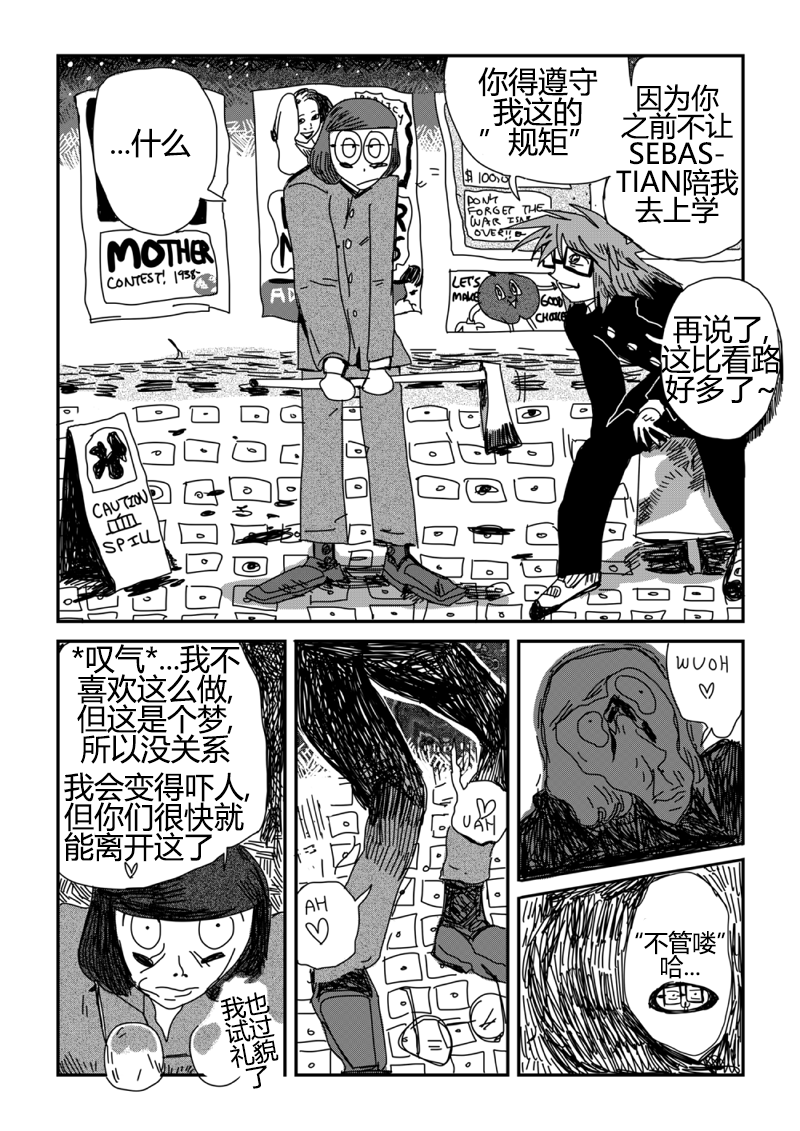 因为你
之前不让
SEBAS-
TIAN陪我
去上学
你得遵守
我这的
”规矩”
...什么
再说了,
这比看路
好多了~
MOTHER
CONTEST! 1938-
$100.0
DON'T
FORGET THE
WAR ISN
OVER!!
LET'S
MAKE
GOOD
CHOICE
AD
CAUTION
SPILL
*叹气*...我不
喜欢这么做,
但这是个梦,
所以没关系
我会变得吓人,
但你们很快就
能离开这了
也过貌
我试礼了
UAH
AH
WUOH
“不管喽”
哈...